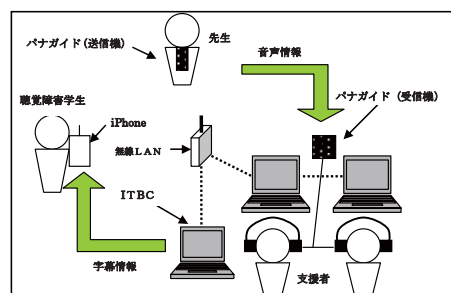 パナガイド(送信機)
先生
音声情報
パナガイド(受信機)
聴覚障害学生
iPhone
無線LAN
ITBC
字幕情報
支援者